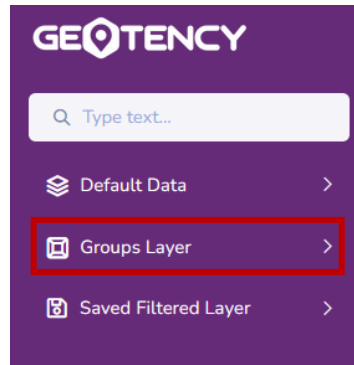 GEOTENCY
Type text...
Default Data
Groups Layer
Saved Filtered Layer